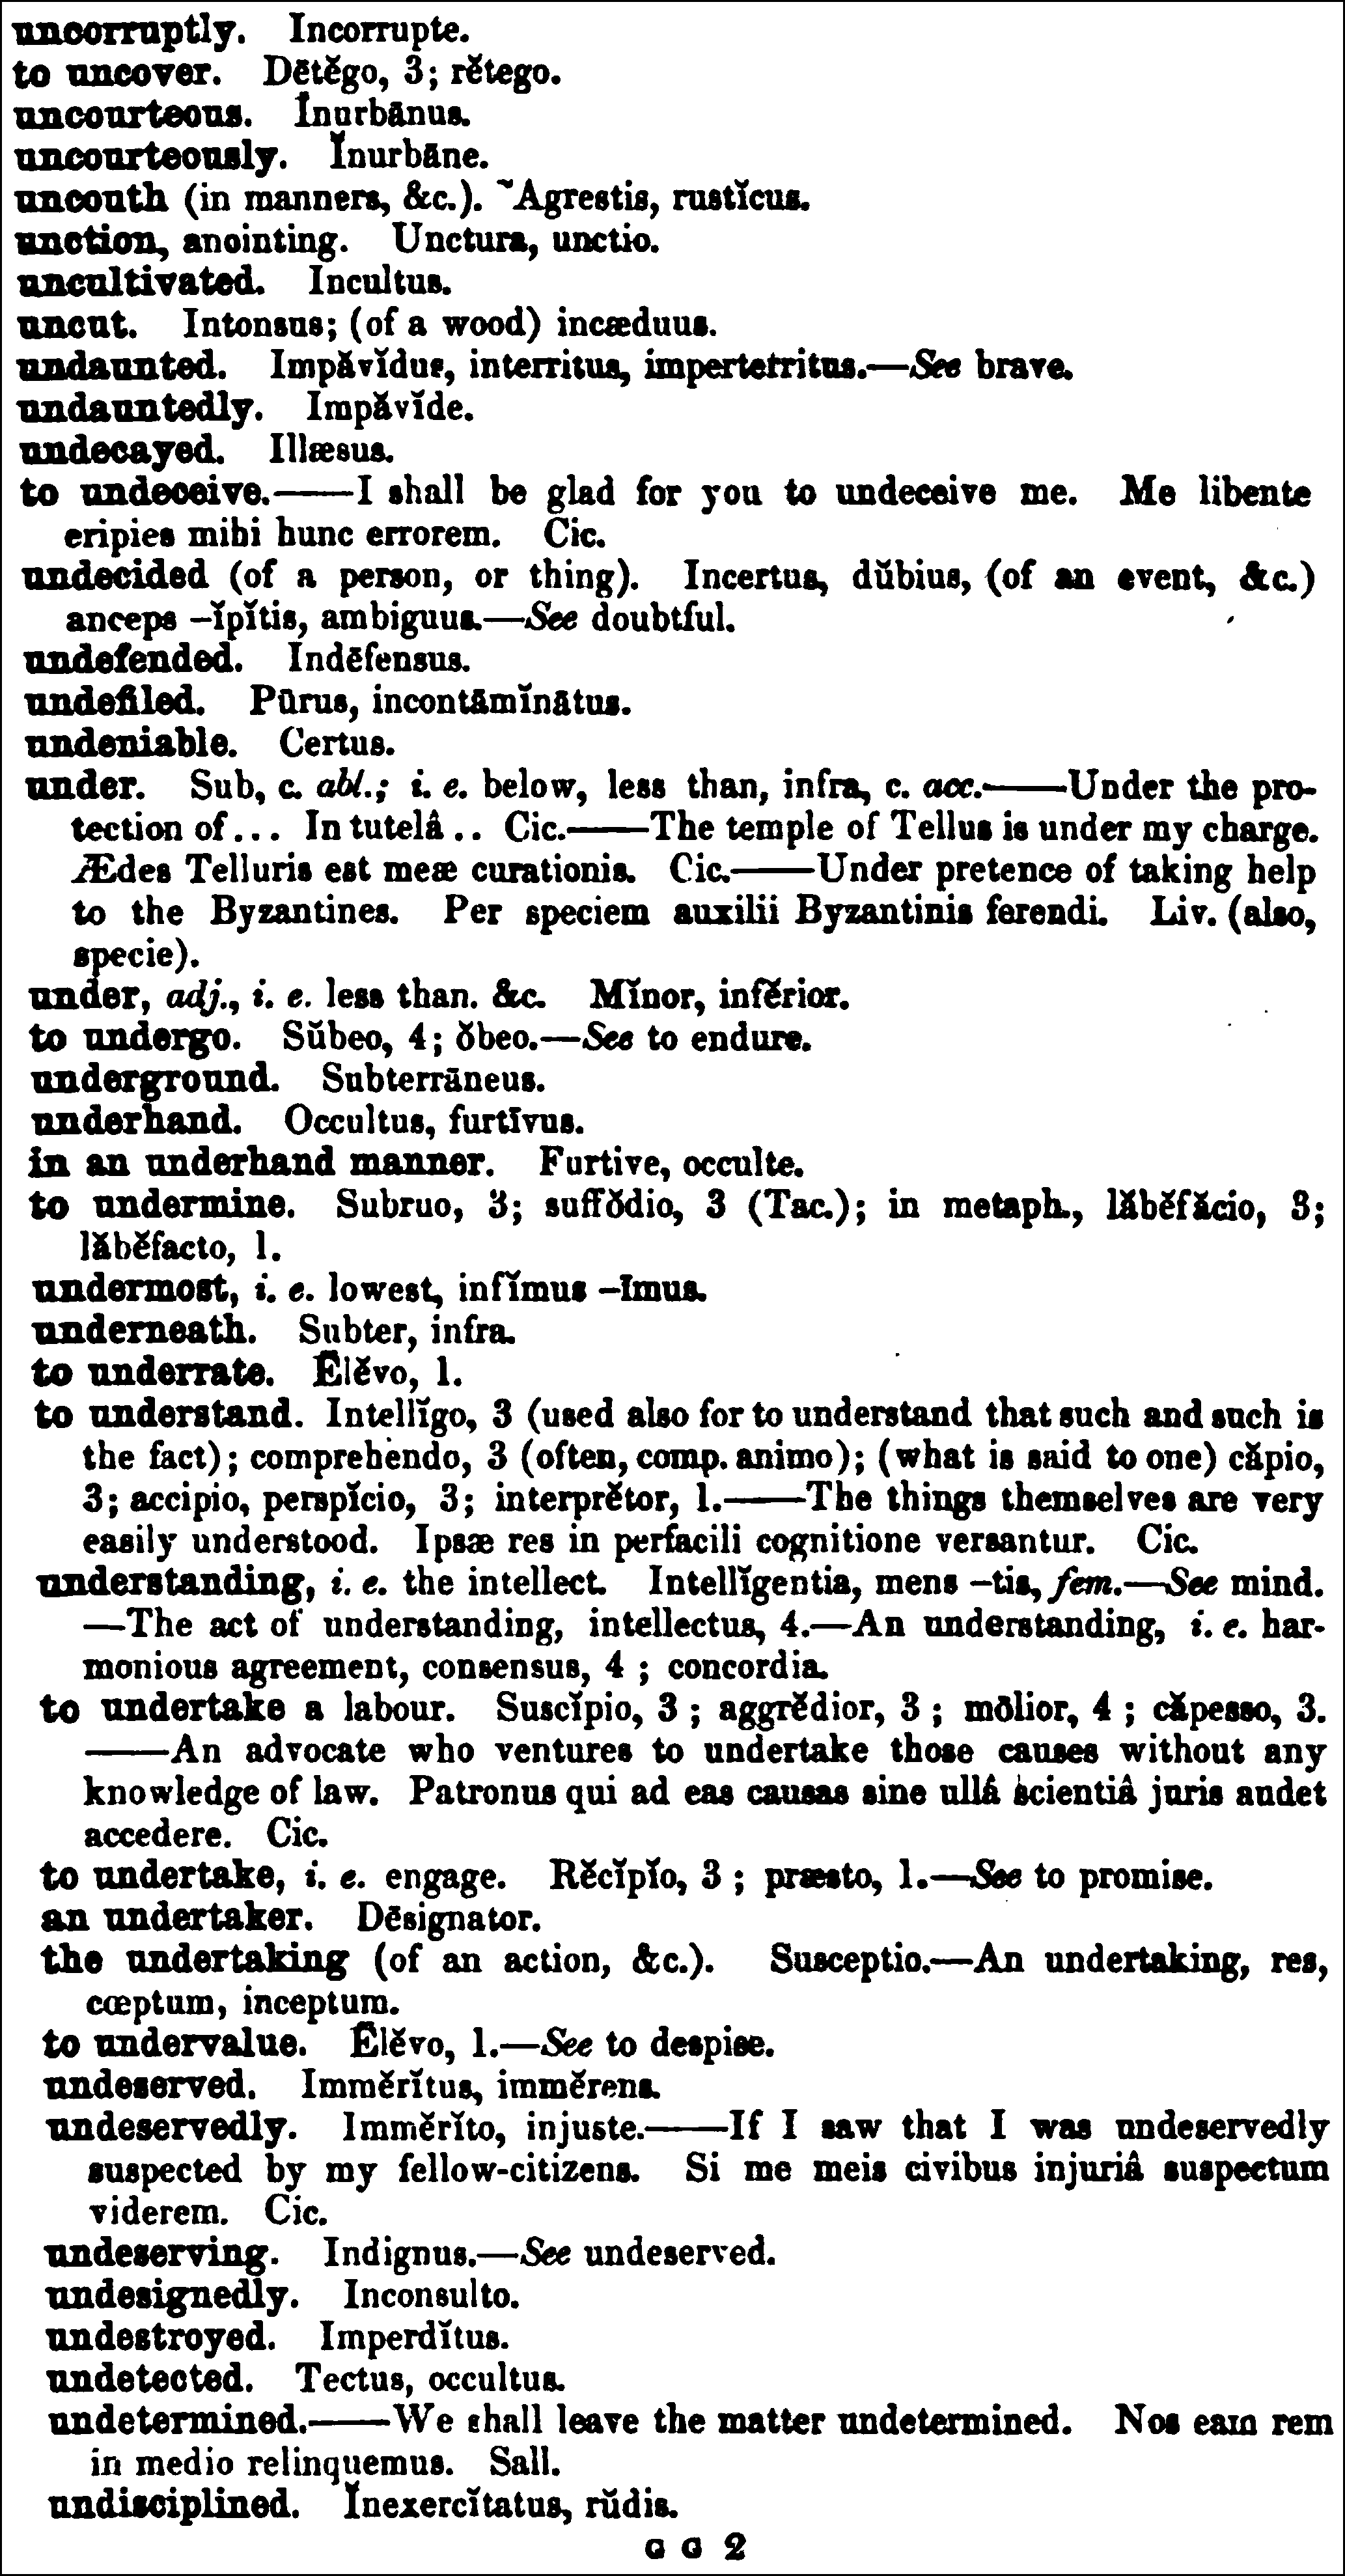 uncorruptly. Incorrupte.
to uncover. Dētĕgo, 3; rĕtego.
uncourteous. Ĭnurbānus.
uncourteously. Ĭnurbāne.
uncouth (in manners, &c.). ˜Agrestis, rustĭcus.
unction, anointing. Unctura, unctio.
uncultivated. Incultus.
uncut. Intonsus; (of a wood) incæduus.
undaunted. Impăvĭdus, interritus, imperterritus.—See brave.
undauntedly. Impăvĭde.
undecayed. Illæsus.
to undeceive.——I shall be glad for you to undeceive me. Me libente
eripies mihi hunc errorem. Cic.
undecided (of a person, or thing). Incertus, dŭbius, (of an event, &c.)
anceps –ĭpĭtis, ambiguus.—See doubtful.
undefended. Indēfensus.
undefiled. Pūrus, incontāmĭnātus.
undeniable. Certus.
under. Sub, c. abl.; i. e. below, less than, infra, c. acc.——Under the pro-
tection of... In tutelâ .. Cic.——The temple of Tellus is under my charge.
Ædes Telluris est meæ curationis. Cic.——Under pretence of taking help
to the Byzantines. Per speciem auxilii Byzantinis ferendi. Liv. (also,
specie).
under, adj., i. e. less than. &c. Mĭnor, infĕrior.
to undergo. Sŭbeo, 4; ŏbeo.—See to endure.
underground. Subterrāneus.
underhand. Occultus, furtīvus.
in an underhand manner. Furtive, occulte.
to undermine. Subruo, 3; suffŏdio, 3 (Tac.); in metaph., lăbĕfăcio, 3;
lăbĕfacto, 1.
undermost, i. e. lowest, infĭmus –īmus.
underneath. Subter, infra.
to underrate. Ēlĕvo, 1.
to understand. Intellĭgo, 3 (used also for to understand that such and such is
the fact); comprehendo, 3 (often, comp. animo); (what is said to one) căpio,
3; accipio, perspĭcio, 3; interprĕtor, 1.——The things themselves are very
easily understood. Ipsæ res in perfacili cognitione versantur. Cic.
understanding, i. e. the intellect. Intellĭgentia, mens –tis, fem.—See mind.
—The act of understanding, intellectus, 4.—An understanding, i. e. har-
monious agreement, consensus, 4 ; concordia.
to undertake a labour. Suscĭpio, 3 ; aggrĕdior, 3 ; mōlior, 4 ; căpesso, 3.
——An advocate who ventures to undertake those causes without any
knowledge of law. Patronus qui ad eas causas sine ullâ scientiâ juris audet
accedere. Cic.
to undertake, i. e. engage. Rĕcĭpĭo, 3 ; præsto, 1.—See to promise.
an undertaker. Dēsignator.
the undertaking (of an action, &c.). Susceptio.—An undertaking, res,
cœptum, inceptum.
to undervalue. Ēlĕvo, 1.—See to despise.
undeserved. Immĕrĭtus, immĕrens.
undeservedly. Immĕrĭto, injuste.——If I saw that I was undeservedly
suspected by my fellow-citizens. Si me meis civibus injuriâ suspectum
viderem. Cic.
undeserving. Indignus.—See undeserved.
undesignedly. Inconsulto.
undestroyed. Imperdĭtus.
undetected. Tectus, occultus.
undetermined.——We shall leave the matter undetermined. Nos eam rem
in medio relinquemus. Sall.
undisciplined. Ĭnexercĭtatus, rŭdis.
G G 2